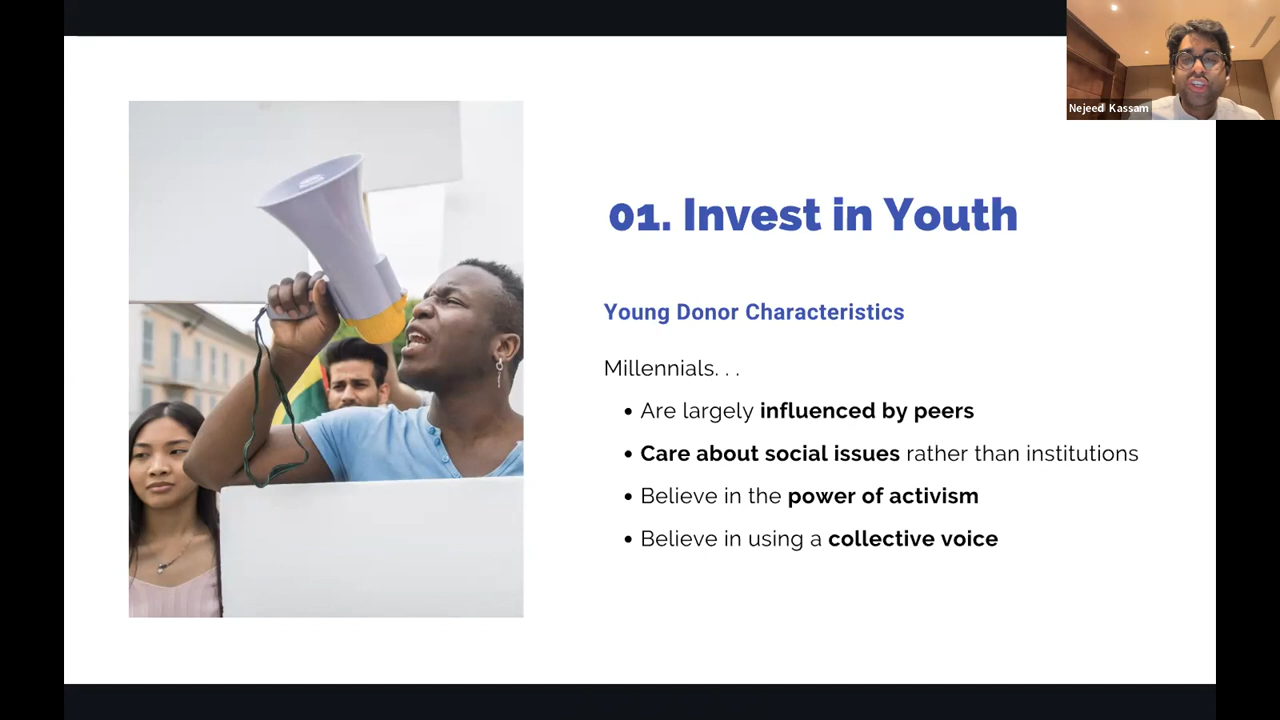 Nejeed Kassam
01. Invest in Youth
Young Donor Characteristics
Millennials. . .
• Are largely influenced by peers
• Care about social issues rather than institutions
• Believe in the power of activism
• Believe in using a collective voice